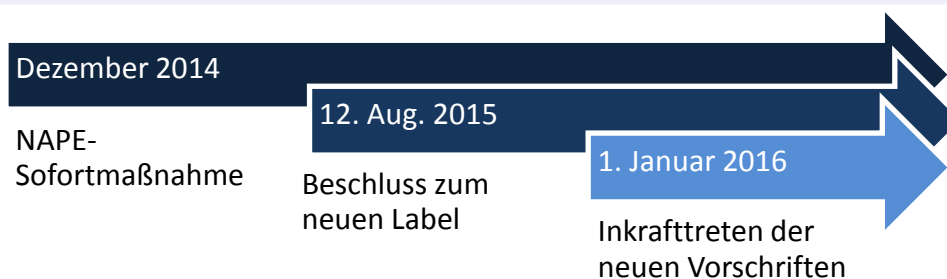 Dezember 2014
NAPE-
Sofortmaßnahme
12. Aug. 2015
Beschluss zum
neuen Label
1. Januar 2016
Inkrafttreten der
neuen Vorschriften